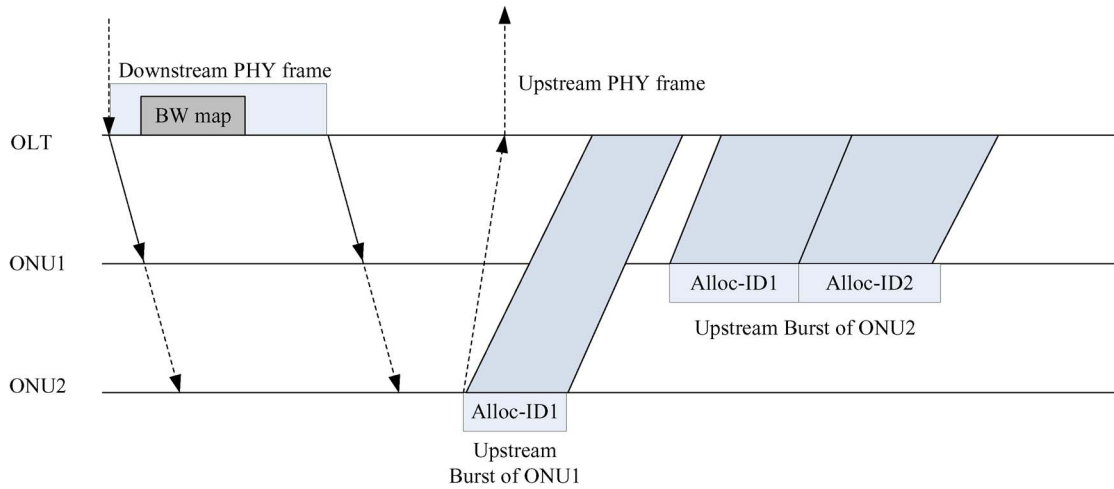 Downstream PHY frame
Upstream PHY frame
BW map
OLT
ONU1
Alloc-ID1
Alloc-ID2
Upstream Burst of ONU2
ONU2
Alloc-ID1
Upstream
Burst of ONU1